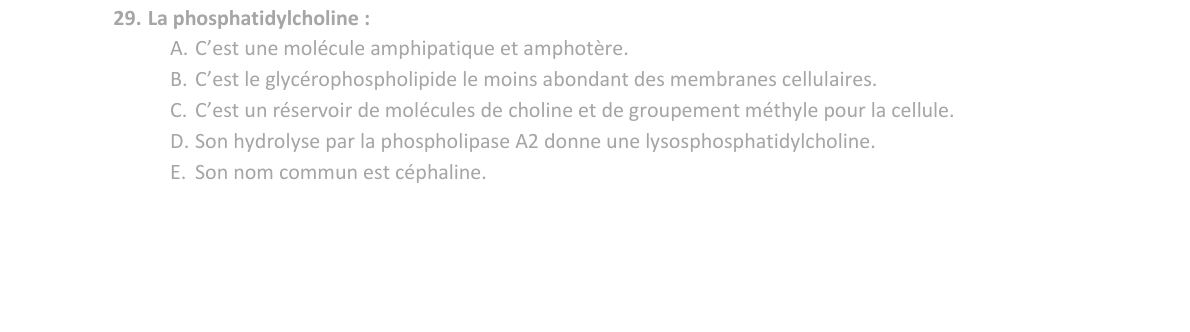 29. La phosphatidylcholine :
A. C’est une molécule amphipatique et amphotère.
B. C’est le glycérophospholipide le moins abondant des membranes cellulaires.
C. C’est un réservoir de molécules de choline et de groupement méthyle pour la cellule.
D. Son hydrolyse par la phospholipase A2 donne une lysosphosphatidylcholine.
E. Son nom commun est céphaline.